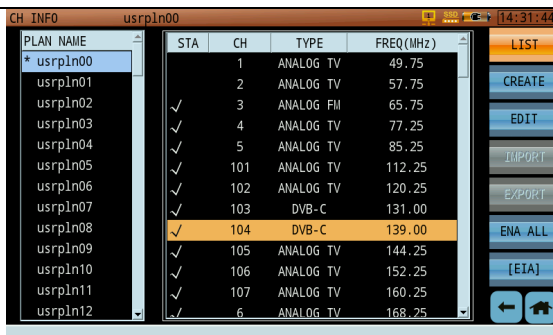 CH INFO usrpln00 SSD 14:31:44
PLAN NAME
* usrpln00
usrpln01
usrpln02
usrpln03
usrpln04
usrpln05
usrpln06
usrpln07
usrpln08
usrpln09
usrpln10
usrpln11
usrpln12
STA CH TYPE FREQ(MHz)
1 ANALOG TV 49.75
2 ANALOG TV 57.75
✓ 3 ANALOG FM 65.75
✓ 4 ANALOG TV 77.25
✓ 5 ANALOG TV 85.25
✓ 101 ANALOG TV 112.25
✓ 102 ANALOG TV 120.25
✓ 103 DVB-C 131.00
✓ 104 DVB-C 139.00
✓ 105 ANALOG TV 144.25
✓ 106 ANALOG TV 152.25
✓ 107 ANALOG TV 160.25
✓ 6 ANALOG TV 168.25
LIST
CREATE
EDIT
IMPORT
EXPORT
ENA ALL
[EIA]